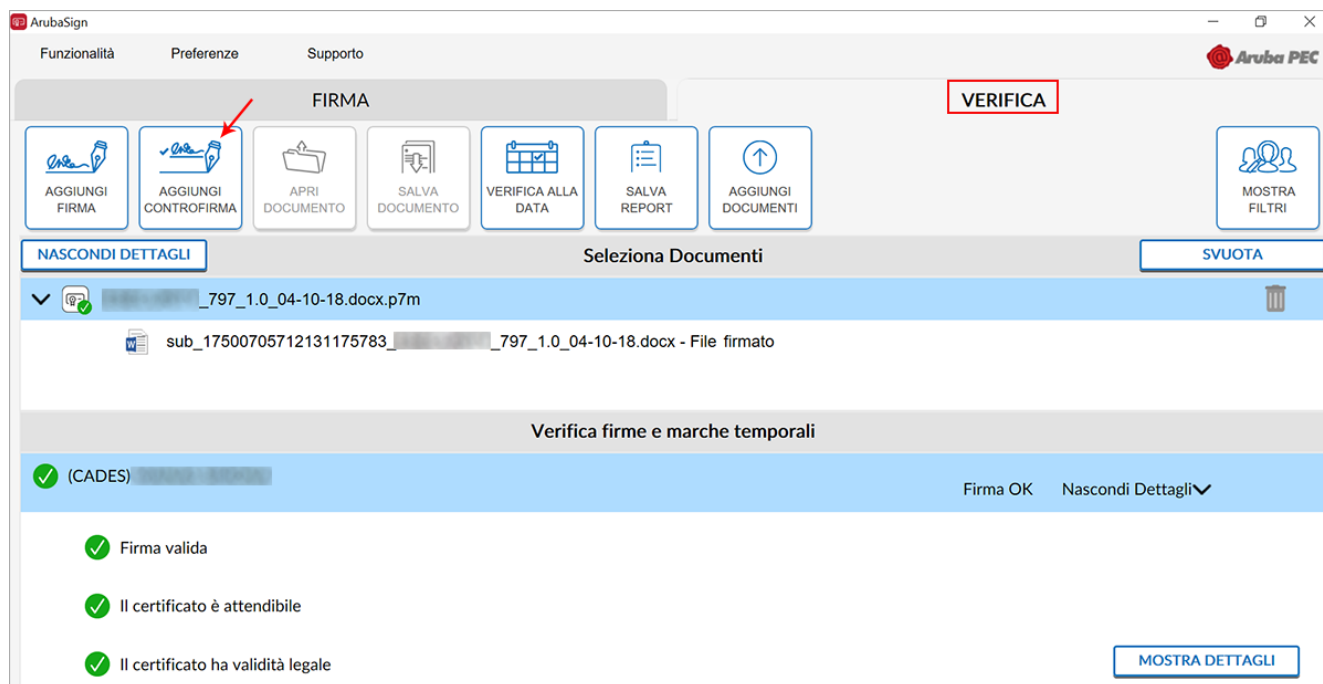 ArubaSign
Funzionalità Preferenze Supporto
Aruba PEC
FIRMA VERIFICA
AGGIUNGI FIRMA
AGGIUNGI CONTROFIRMA
APRI DOCUMENTO
SALVA DOCUMENTO
VERIFICA ALLA DATA
SALVA REPORT
AGGIUNGI DOCUMENTI
MOSTRA FILTRI
NASCONDI DETTAGLI Seleziona Documenti SVUOTA
_797_1.0_04-10-18.docx.p7m
sub_17500705712131175783_ _797_1.0_04-10-18.docx - File firmato
Verifica firme e marche temporali
(CADES)
Firma OK Nascondi Dettagli
Firma valida
Il certificato è attendibile
Il certificato ha validità legale
MOSTRA DETTAGLI